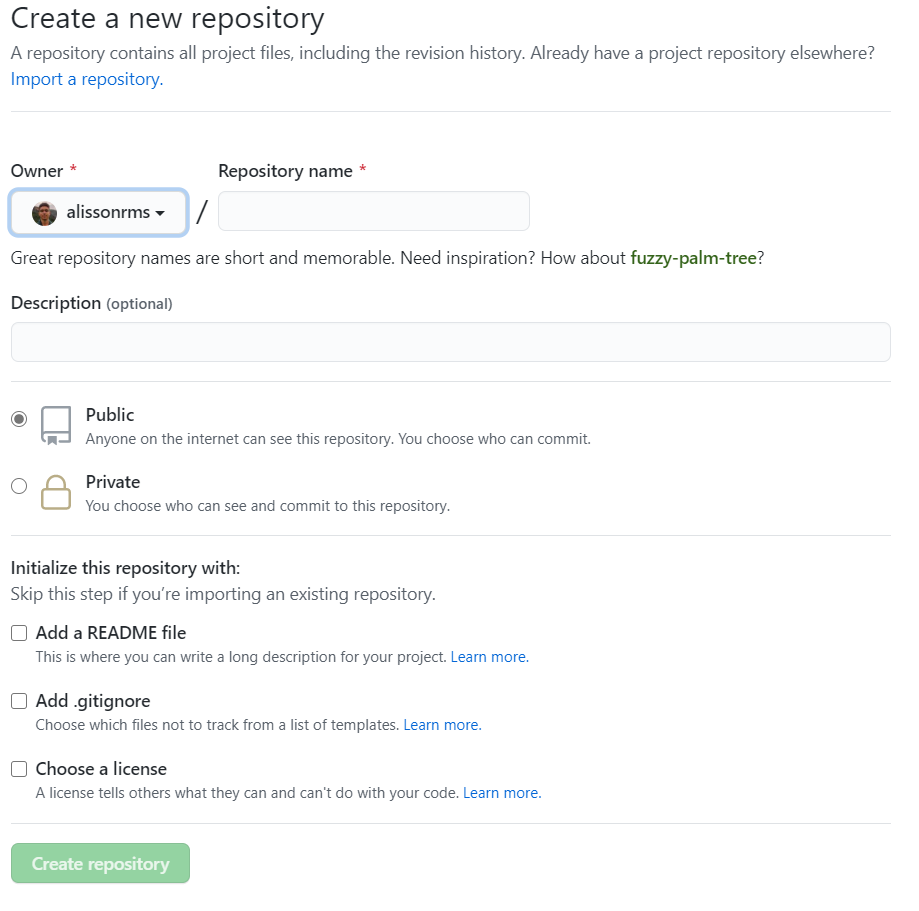 Create a new repository
A repository contains all project files, including the revision history. Already have a project repository elsewhere?
Import a repository.
Owner * Repository name *
alissonrms /
Great repository names are short and memorable. Need inspiration? How about fuzzy-palm-tree?
Description (optional)
Public
Anyone on the internet can see this repository. You choose who can commit.
Private
You choose who can see and commit to this repository.
Initialize this repository with:
Skip this step if you’re importing an existing repository.
Add a README file
This is where you can write a long description for your project. Learn more.
Add .gitignore
Choose which files not to track from a list of templates. Learn more.
Choose a license
A license tells others what they can and can't do with your code. Learn more.
Create repository